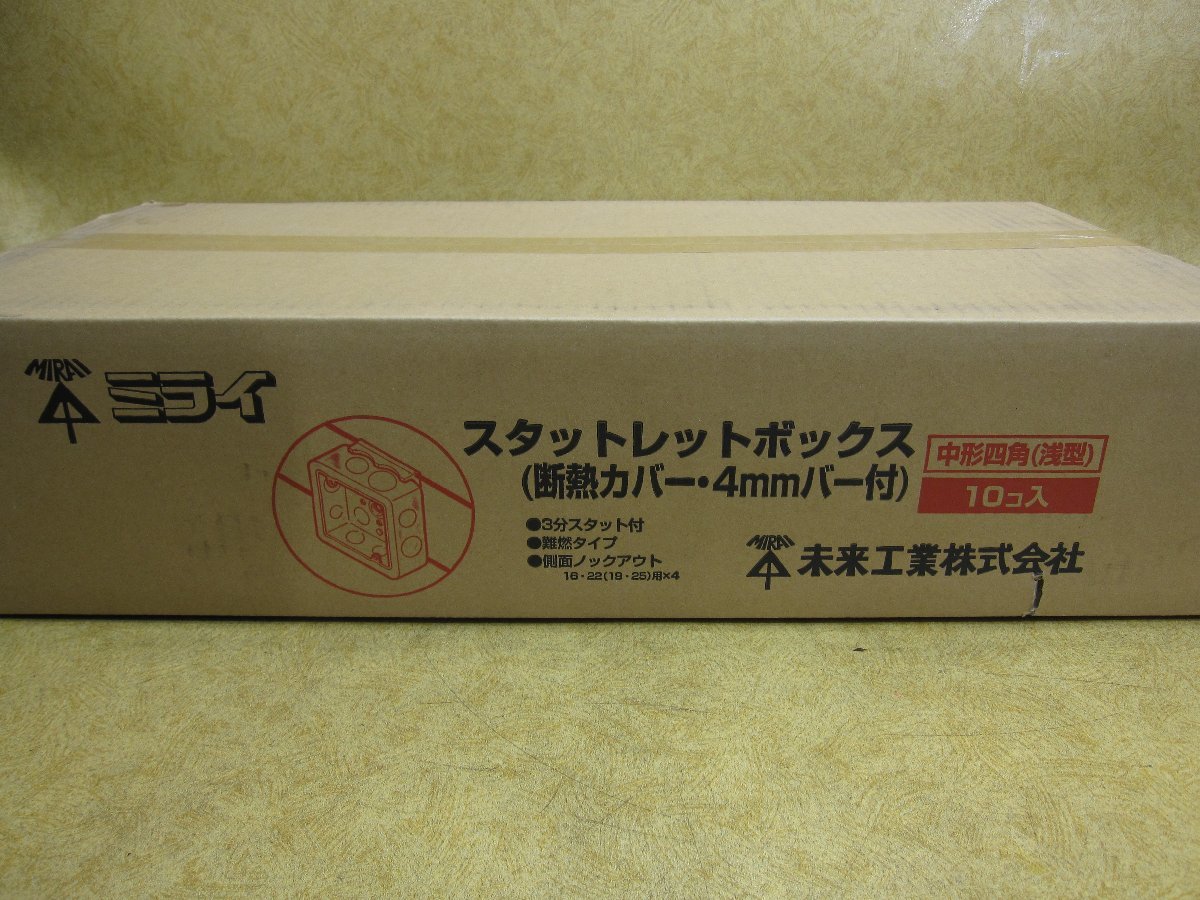 MIRAI
ミライ
スタットレットボックス
(断熱カバー・4mmバー付)
中形四角(浅型)
10コ入
●3分スタット付
●難燃タイプ
●側面ノックアウト
16・22(19・25)用×4
MIRAI
未来工業株式会社